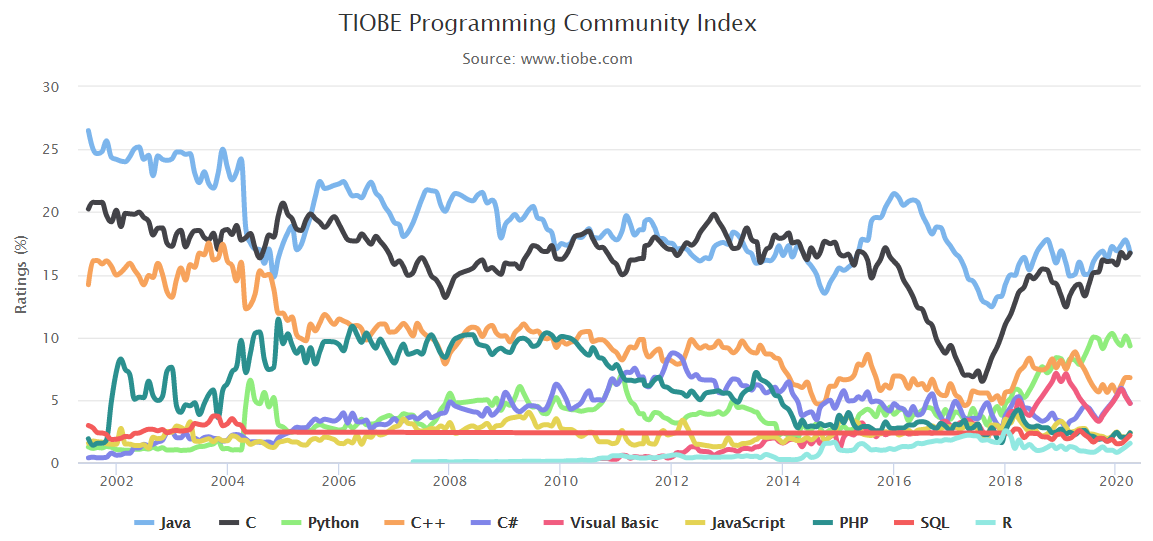 TIOBE Programming Community Index
Source: www.tiobe.com
Ratings (%)
30
25
20
15
10
5
0
2002 2004 2006 2008 2010 2012 2014 2016 2018 2020
Java C Python C++ C# Visual Basic JavaScript PHP SQL R